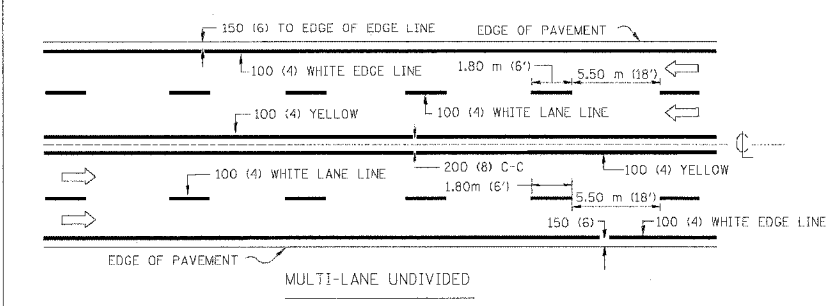 150 (6) TO EDGE OF EDGE LINE
EDGE OF PAVEMENT
100 (4) WHITE EDGE LINE
1.80 m (6')
5.50 m (18')
100 (4) YELLOW
100 (4) WHITE LANE LINE
℄
200 (8) C-C
100 (4) YELLOW
100 (4) WHITE LANE LINE
1.80m (6')
5.50 m (18')
150 (6)
100 (4) WHITE EDGE LINE
EDGE OF PAVEMENT
MULTI-LANE UNDIVIDED